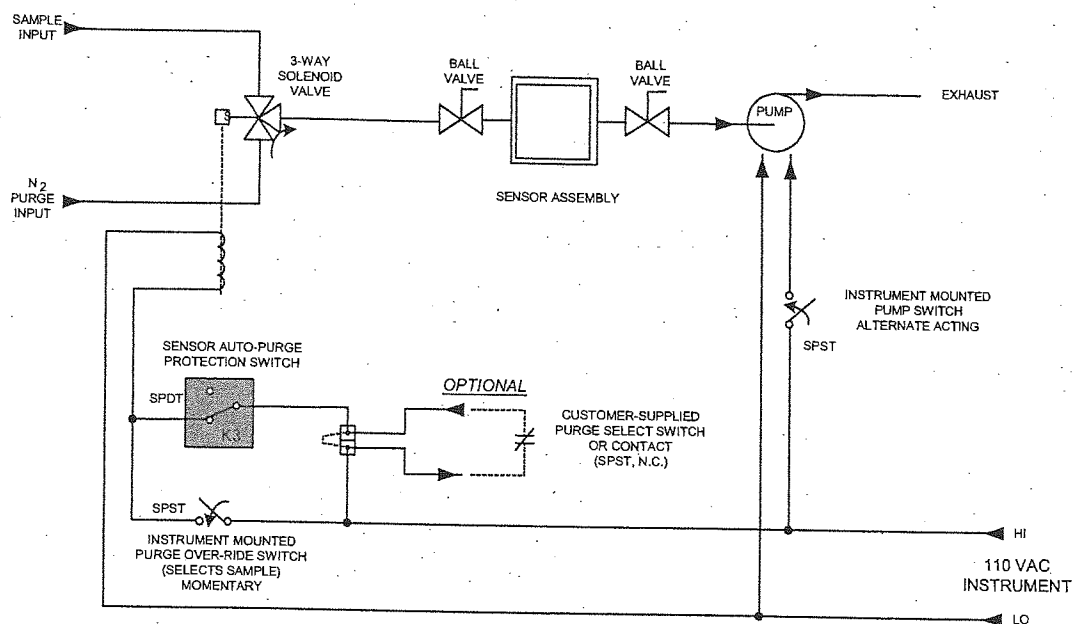 SAMPLE
INPUT
3-WAY
SOLENOID
VALVE
BALL
VALVE
BALL
VALVE
PUMP
EXHAUST
N2
PURGE
INPUT
SENSOR ASSEMBLY
INSTRUMENT MOUNTED
PUMP SWITCH
ALTERNATE ACTING
SPST
SENSOR AUTO-PURGE
PROTECTION SWITCH
SPDT
K3
OPTIONAL
CUSTOMER-SUPPLIED
PURGE SELECT SWITCH
OR CONTACT
(SPST, N.C.)
SPST
INSTRUMENT MOUNTED
PURGE OVER-RIDE SWITCH
(SELECTS SAMPLE)
MOMENTARY
HI
110 VAC
INSTRUMENT
LO